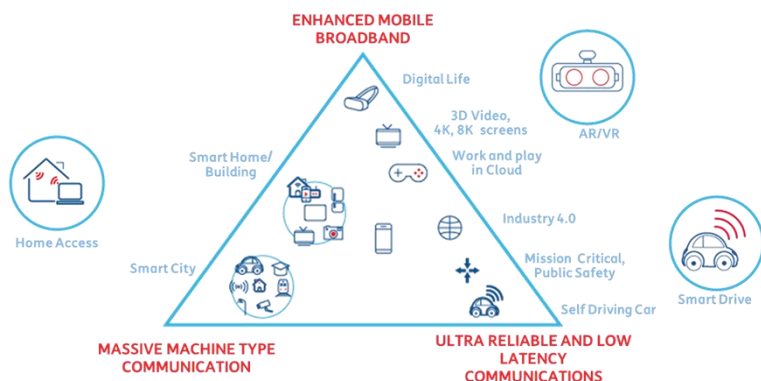 ENHANCED MOBILE
BROADBAND
Digital Life
3D Video,
4K, 8K screens
AR/VR
Smart Home/
Building
Work and play
in Cloud
Home Access
Industry 4.0
Smart City
Mission Critical,
Public Safety
Smart Drive
Self Driving Car
MASSIVE MACHINE TYPE
COMMUNICATION
ULTRA RELIABLE AND LOW
LATENCY
COMMUNICATIONS